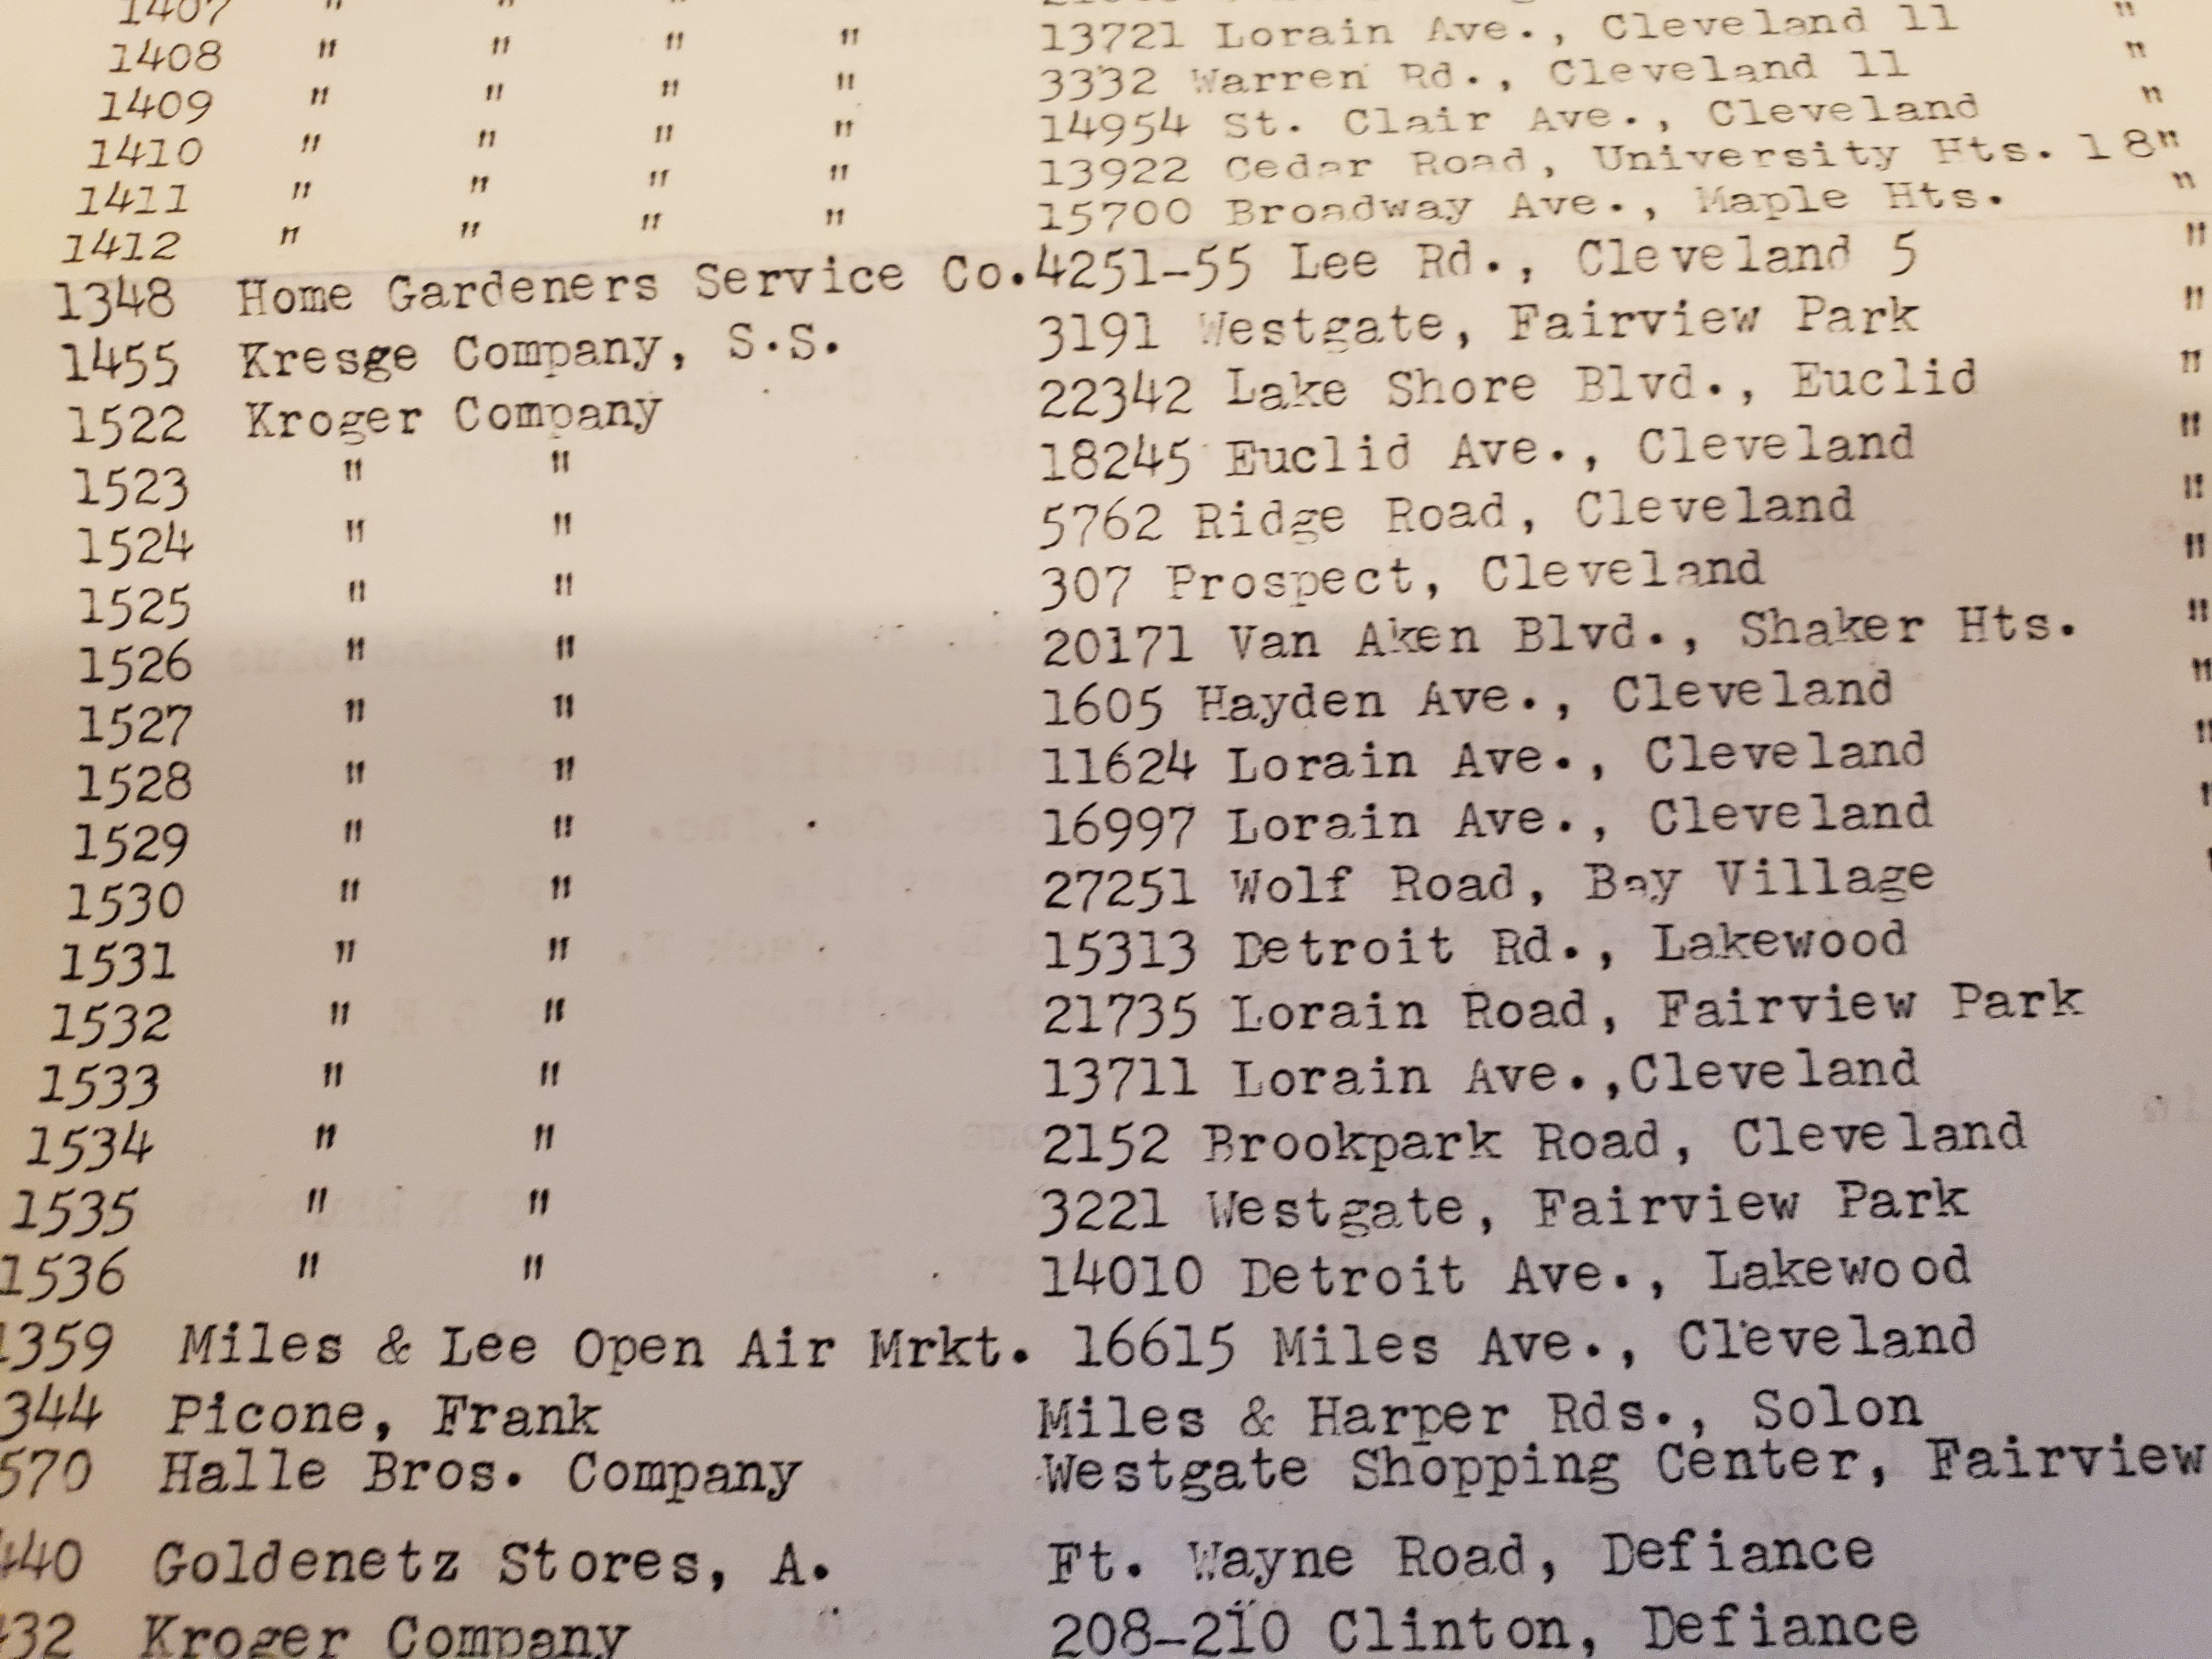 1407 " " "
1408 " " " " 13721 Lorain Ave., Cleveland 11 "
1409 " " " " 3332 Warren Rd., Cleveland 11 "
1410 " " " " 14954 St. Clair Ave., Cleveland "
1411 " " " " 13922 Cedar Road, University Hts. 18"
1412 " " " " 15700 Broadway Ave., Maple Hts. "
1348 Home Gardeners Service Co. 4251-55 Lee Rd., Cleveland 5 "
1455 Kresge Company, S.S. 3191 Westgate, Fairview Park "
1522 Kroger Company 22342 Lake Shore Blvd., Euclid "
1523 " " 18245 Euclid Ave., Cleveland "
1524 " " 5762 Ridge Road, Cleveland "
1525 " " 307 Prospect, Cleveland "
1526 " " 20171 Van Aken Blvd., Shaker Hts. "
1527 " " 1605 Hayden Ave., Cleveland "
1528 " " 11624 Lorain Ave., Cleveland "
1529 " " 16997 Lorain Ave., Cleveland "
1530 " " 27251 Wolf Road, Bay Village "
1531 " " 15313 Detroit Rd., Lakewood
1532 " " 21735 Lorain Road, Fairview Park
1533 " " 13711 Lorain Ave.,Cleveland
1534 " " 2152 Brookpark Road, Cleveland
1535 " " 3221 Westgate, Fairview Park
1536 " " 14010 Detroit Ave., Lakewood
1359 Miles & Lee Open Air Mrkt. 16615 Miles Ave., Cleveland
344 Picone, Frank Miles & Harper Rds., Solon
570 Halle Bros. Company Westgate Shopping Center, Fairview
440 Goldenetz Stores, A. Ft. Wayne Road, Defiance
432 Kroger Company 208-210 Clinton, Defiance